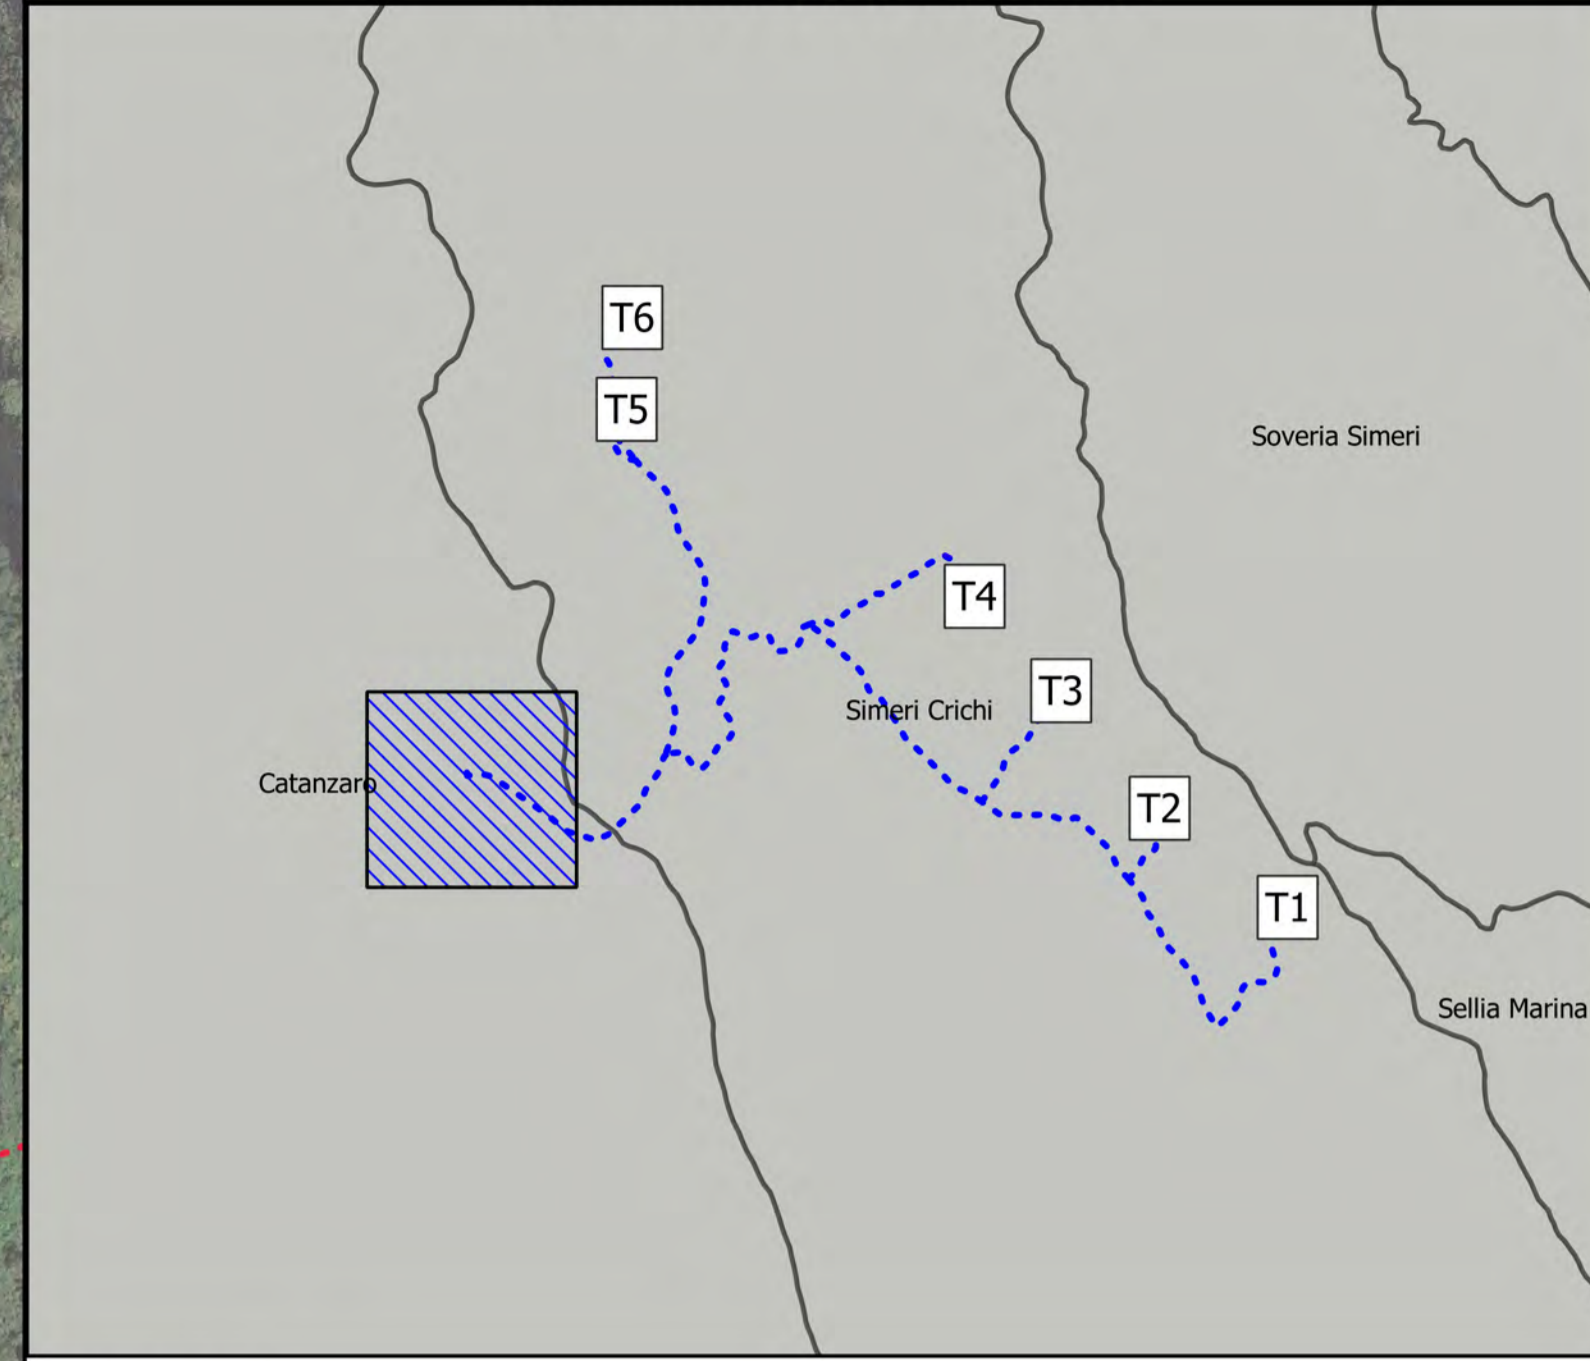 T6
T5
Soveria Simeri
T4
T3
Simeri Crichi
Catanzaro
T2
T1
Sellia Marina